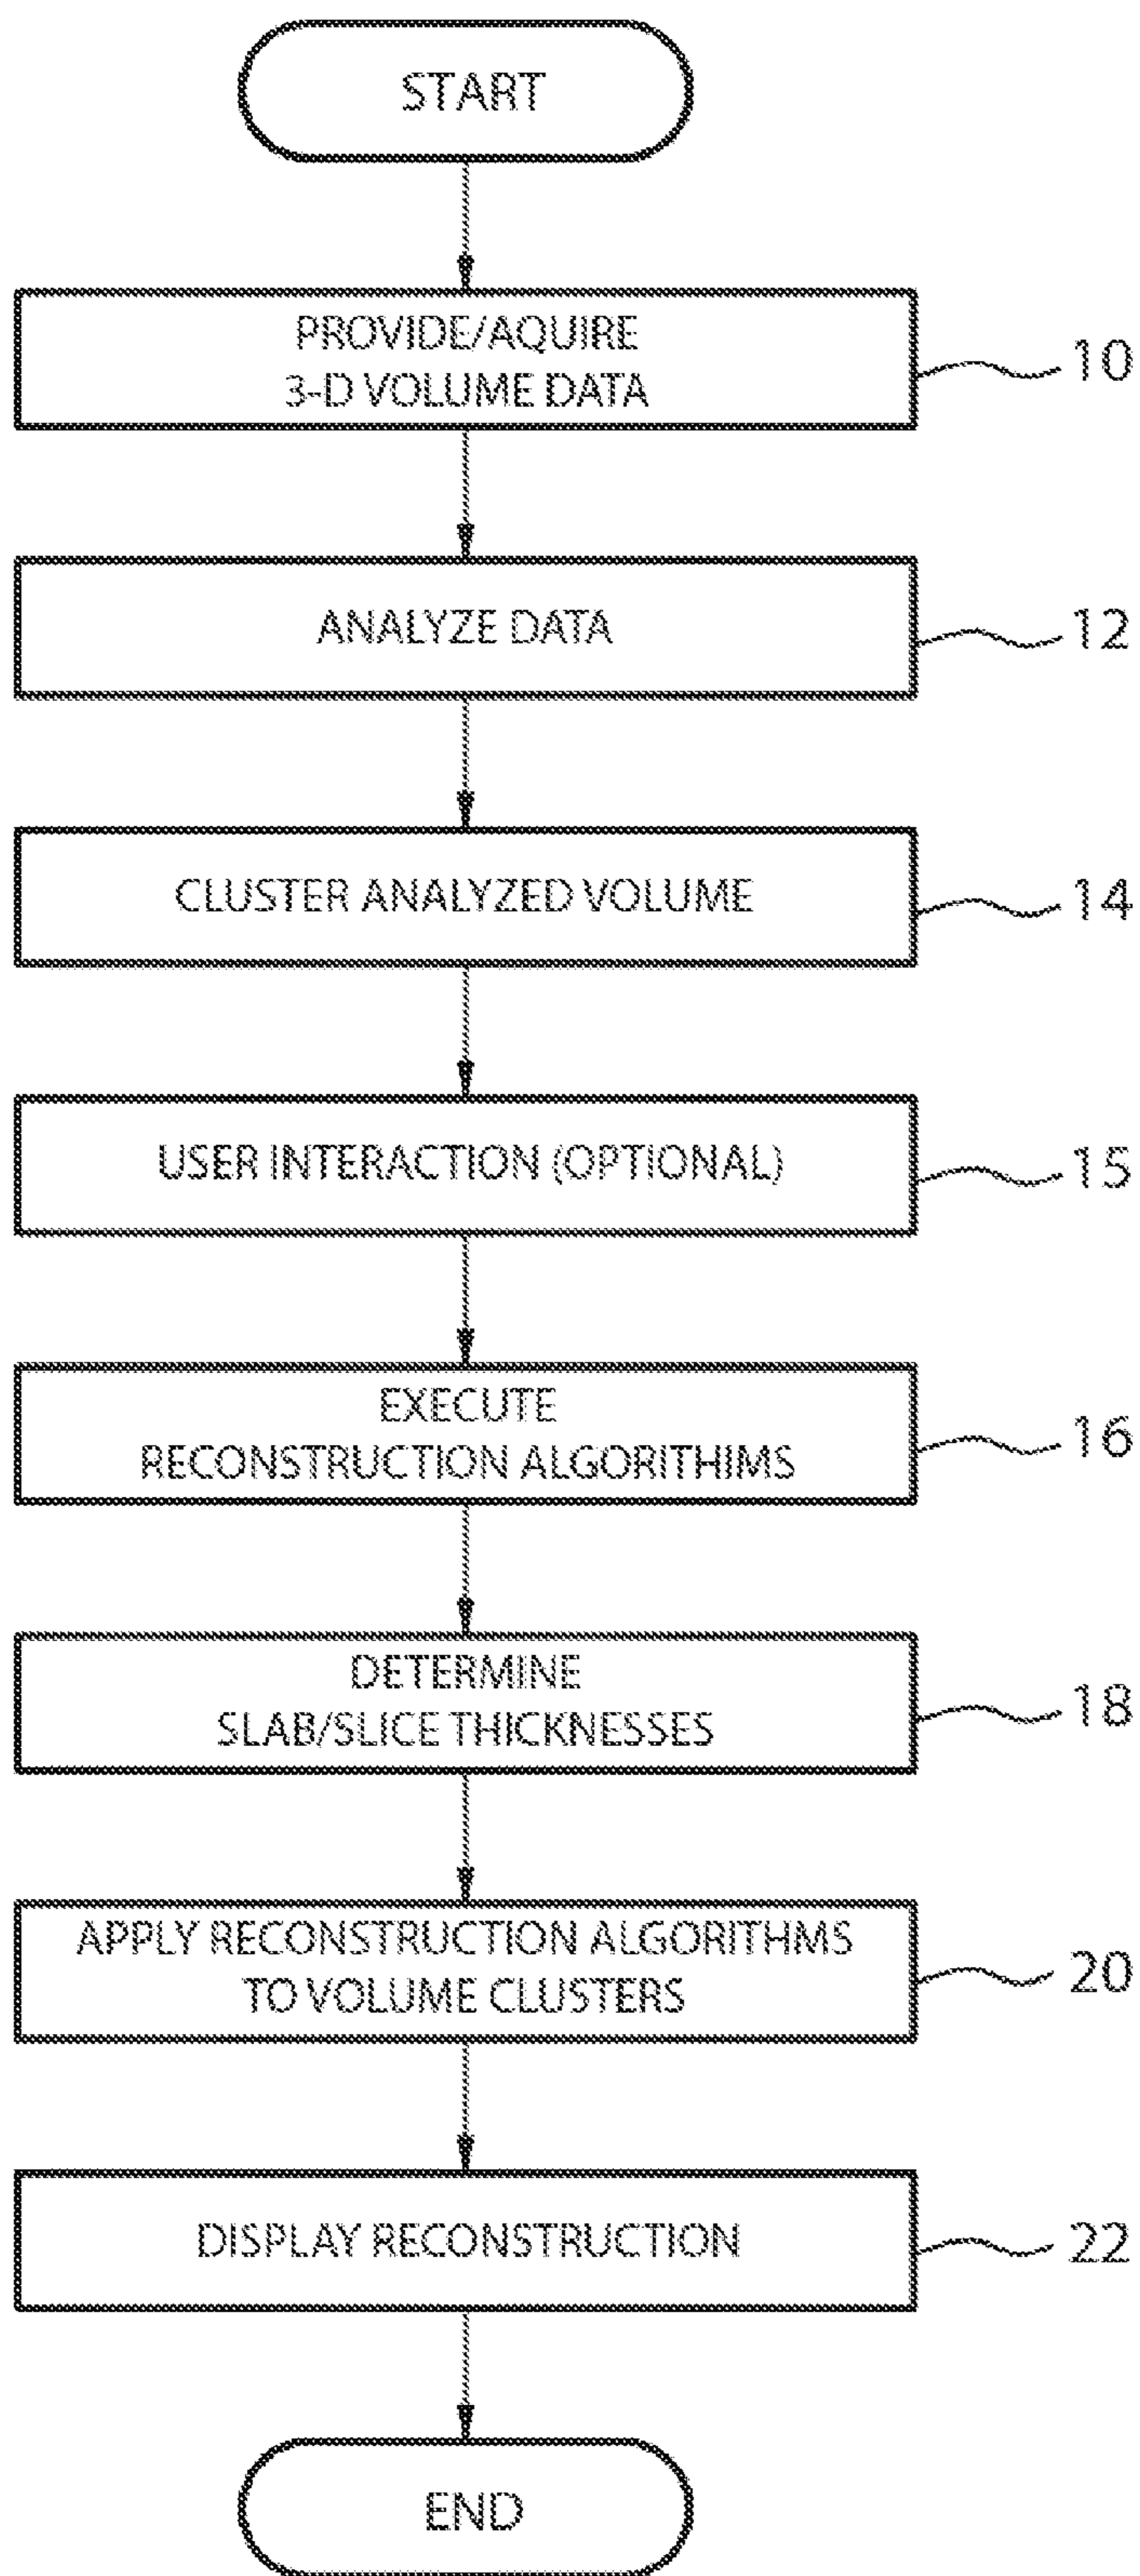 START
PROVIDE/AQUIRE
3-D VOLUME DATA
10
ANALYZE DATA
12
CLUSTER ANALYZED VOLUME
14
USER INTERACTION (OPTIONAL)
15
EXECUTE
RECONSTRUCTION ALGORITHIMS
16
DETERMINE
SLAB/SLICE THICKNESSES
18
APPLY RECONSTRUCTION ALGORITHMS
TO VOLUME CLUSTERS
20
DISPLAY RECONSTRUCTION
22
END